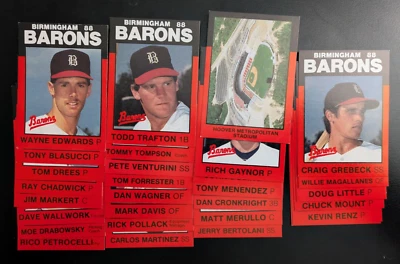 BIRMINGHAM 88
BARONS
Barons
WAYNE EDWARDS P
TONY BLASUCCI P
TOM DREES P
RAY CHADWICK P
JIM MARKERT P
DAVE WALLWORK
MOE DRABOWSKY
RICO PETROCELLI
BIRMINGHAM 88
BARONS
Barons
TODD TRAFTON 1B
TOMMY TOMPSON
PETE VENTURINI SS
TOM FORRESTER 1B
DAN WAGNER OF
MARK DAVIS OF
RICK POLLACK
CARLOS MARTINEZ SS
HOOVER METROPOLITAN
STADIUM
RICH GAYNOR P
TONY MENENDEZ P
DAN CRONKRIGHT
MATT MERULLO C
JERRY BERTOLANI
BIRMINGHAM 88
BARONS
Barons
CRAIG GREBECK SS
WILLIE MAGALLANES
DOUG LITTLE P
CHUCK MOUNT P
KEVIN RENZ P